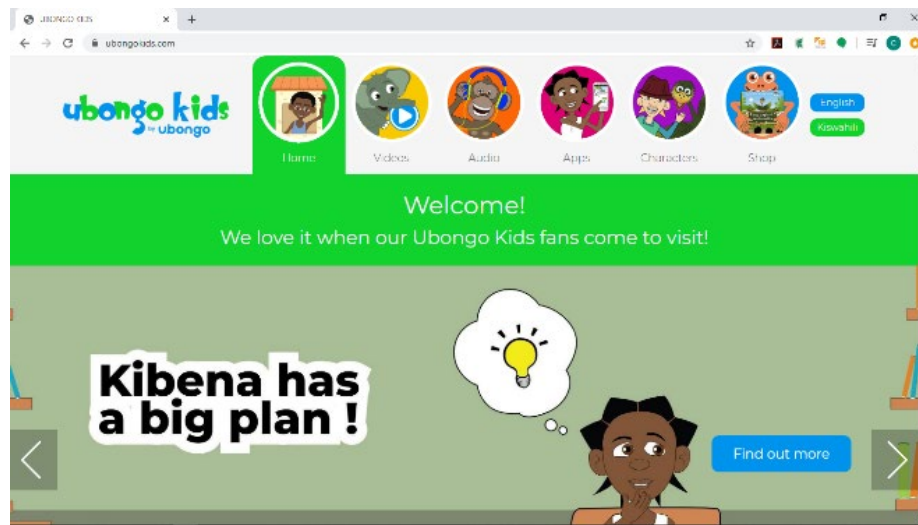 UBONGO KIDS
ubongokids.com
ubongo kids
by ubongo
Home
Videos
Audio
Apps
Characters
Shop
English
Kiswahili
Welcome!
We love it when our Ubongo Kids fans come to visit!
Kibena has
a big plan !
Find out more